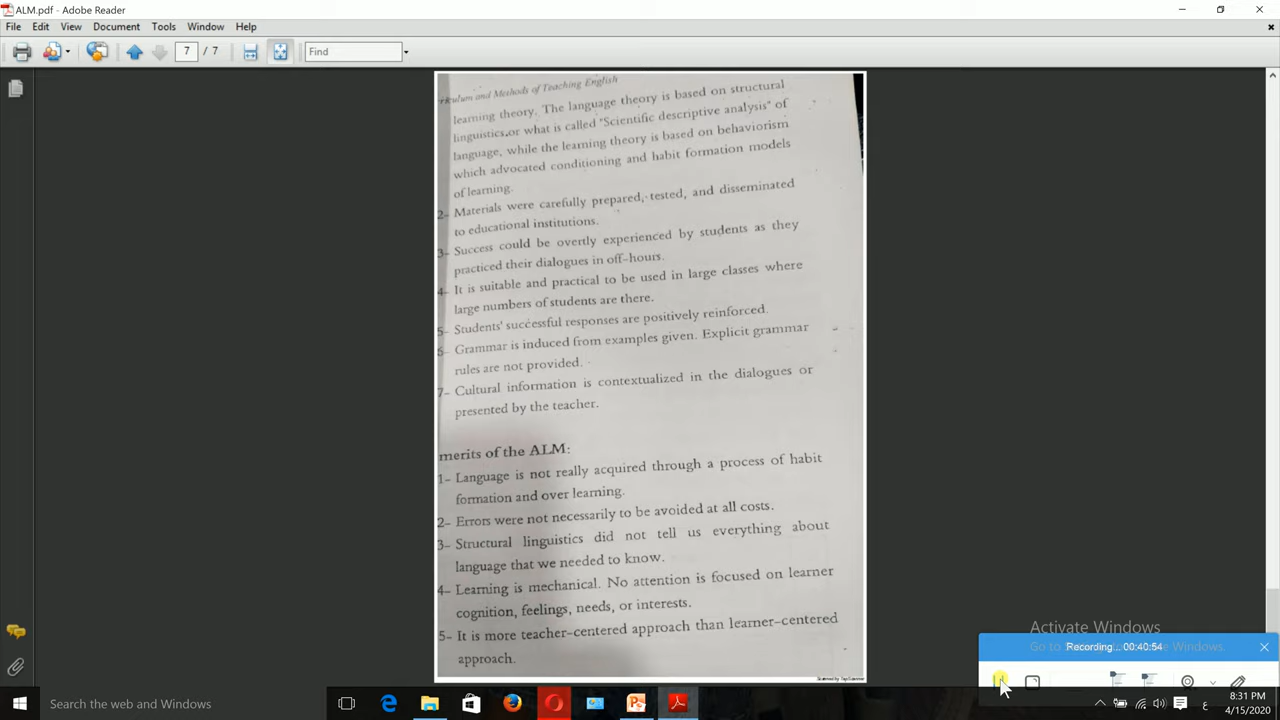 ALM.pdf - Adobe Reader
File Edit View Document Tools Window Help
7 / 7 Find
riculum and Methods of Teaching English
learning theory. The language theory is based on structural
linguistics, or what is called "Scientific descriptive analysis" of
language, while the learning theory is based on behaviorism
which advocated conditioning and habit formation models
of learning.
2- Materials were carefully prepared, tested, and disseminated
to educational institutions.
3- Success could be overtly experienced by students as they
practiced their dialogues in off-hours.
4- It is suitable and practical to be used in large classes where
large numbers of students are there.
5- Students' successful responses are positively reinforced.
6- Grammar is induced from examples given. Explicit grammar
rules are not provided.
7- Cultural information is contextualized in the dialogues or
presented by the teacher.
merits of the ALM:
1- Language is not really acquired through a process of habit
formation and over learning.
2- Errors were not necessarily to be avoided at all costs.
3- Structural linguistics did not tell us everything about
language that we needed to know.
4- Learning is mechanical. No attention is focused on learner
cognition, feelings, needs, or interests.
5- It is more teacher-centered approach than learner-centered
approach.
Scanned by CamScanner
Activate Windows
Go to Windows.
Recording... 00:40:54
Search the web and Windows
ع 8:31 PM
4/15/2020